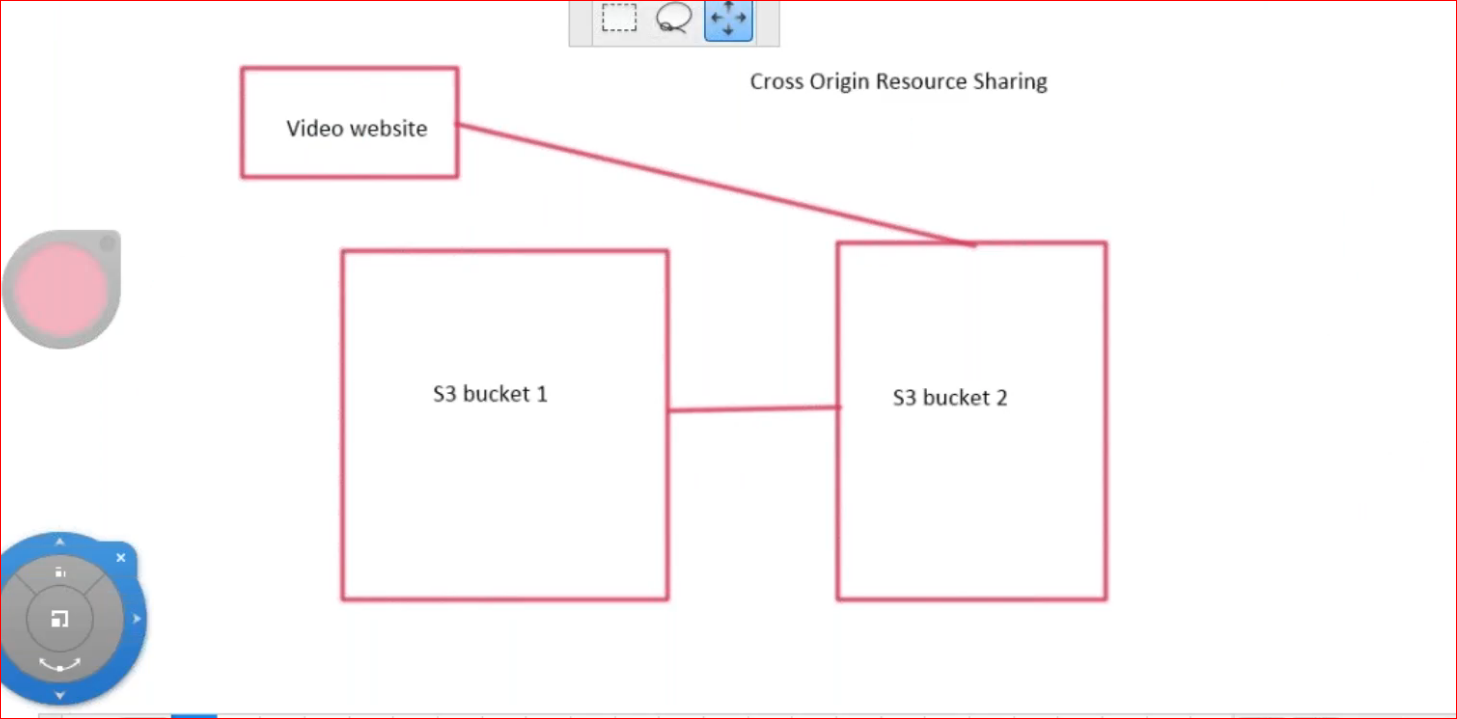 Cross Origin Resource Sharing
Video website
S3 bucket 1
S3 bucket 2